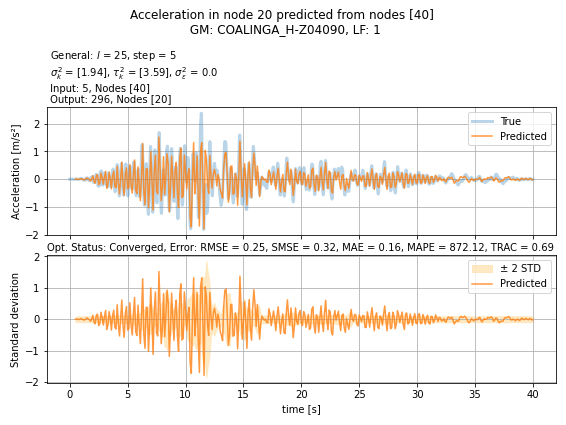 Acceleration in node 20 predicted from nodes [40]
GM: COALINGA_H-Z04090, LF: 1
General: l = 25, step = 5
σ²ₖ = [1.94], τ²ₖ = [3.59], σ²ε = 0.0
Input: 5, Nodes [40]
Output: 296, Nodes [20]
Acceleration [m/s²]
2
1
0
−1
−2
True
Predicted
Opt. Status: Converged, Error: RMSE = 0.25, SMSE = 0.32, MAE = 0.16, MAPE = 872.12, TRAC = 0.69
Standard deviation
2
1
0
−1
−2
± 2 STD
Predicted
0 5 10 15 20 25 30 35 40
time [s]